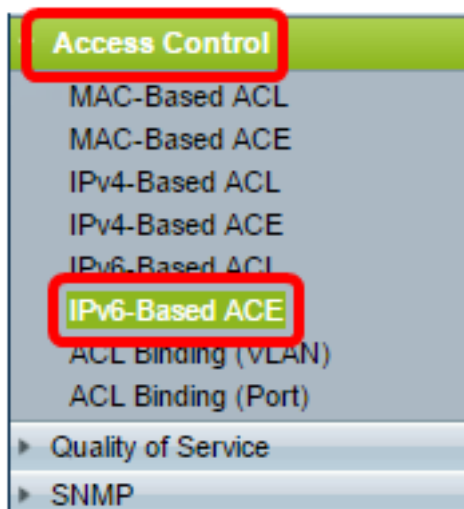 Access Control
MAC-Based ACL
MAC-Based ACE
IPv4-Based ACL
IPv4-Based ACE
IPv6-Based ACL
IPv6-Based ACE
ACL Binding (VLAN)
ACL Binding (Port)
Quality of Service
SNMP